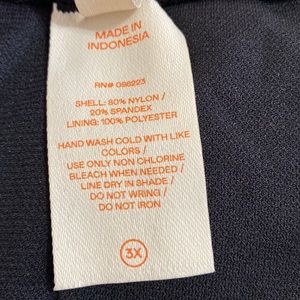 MADE IN
INDONESIA
RN# 098223
SHELL: 80% NYLON /
20% SPANDEX
LINING: 100% POLYESTER
HAND WASH COLD WITH LIKE
COLORS /
USE ONLY NON CHLORINE
BLEACH WHEN NEEDED /
LINE DRY IN SHADE /
DO NOT WRING /
DO NOT IRON
3X